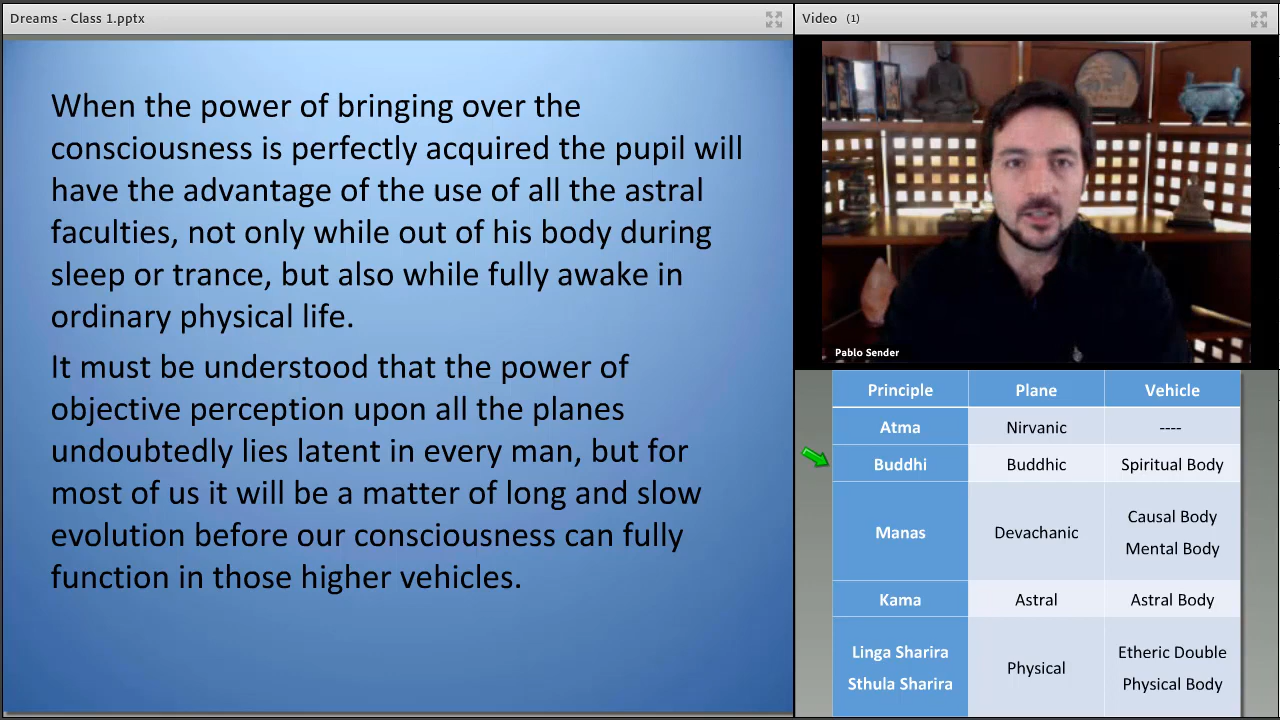 Dreams - Class 1.pptx
When the power of bringing over the
consciousness is perfectly acquired the pupil will
have the advantage of the use of all the astral
faculties, not only while out of his body during
sleep or trance, but also while fully awake in
ordinary physical life.
It must be understood that the power of
objective perception upon all the planes
undoubtedly lies latent in every man, but for
most of us it will be a matter of long and slow
evolution before our consciousness can fully
function in those higher vehicles.
Video (1)
Pablo Sender
Principle Plane Vehicle
Atma Nirvanic ----
Buddhi Buddhic Spiritual Body
Manas Devachanic Causal Body
Mental Body
Kama Astral Astral Body
Linga Sharira Physical Etheric Double
Sthula Sharira Physical Body